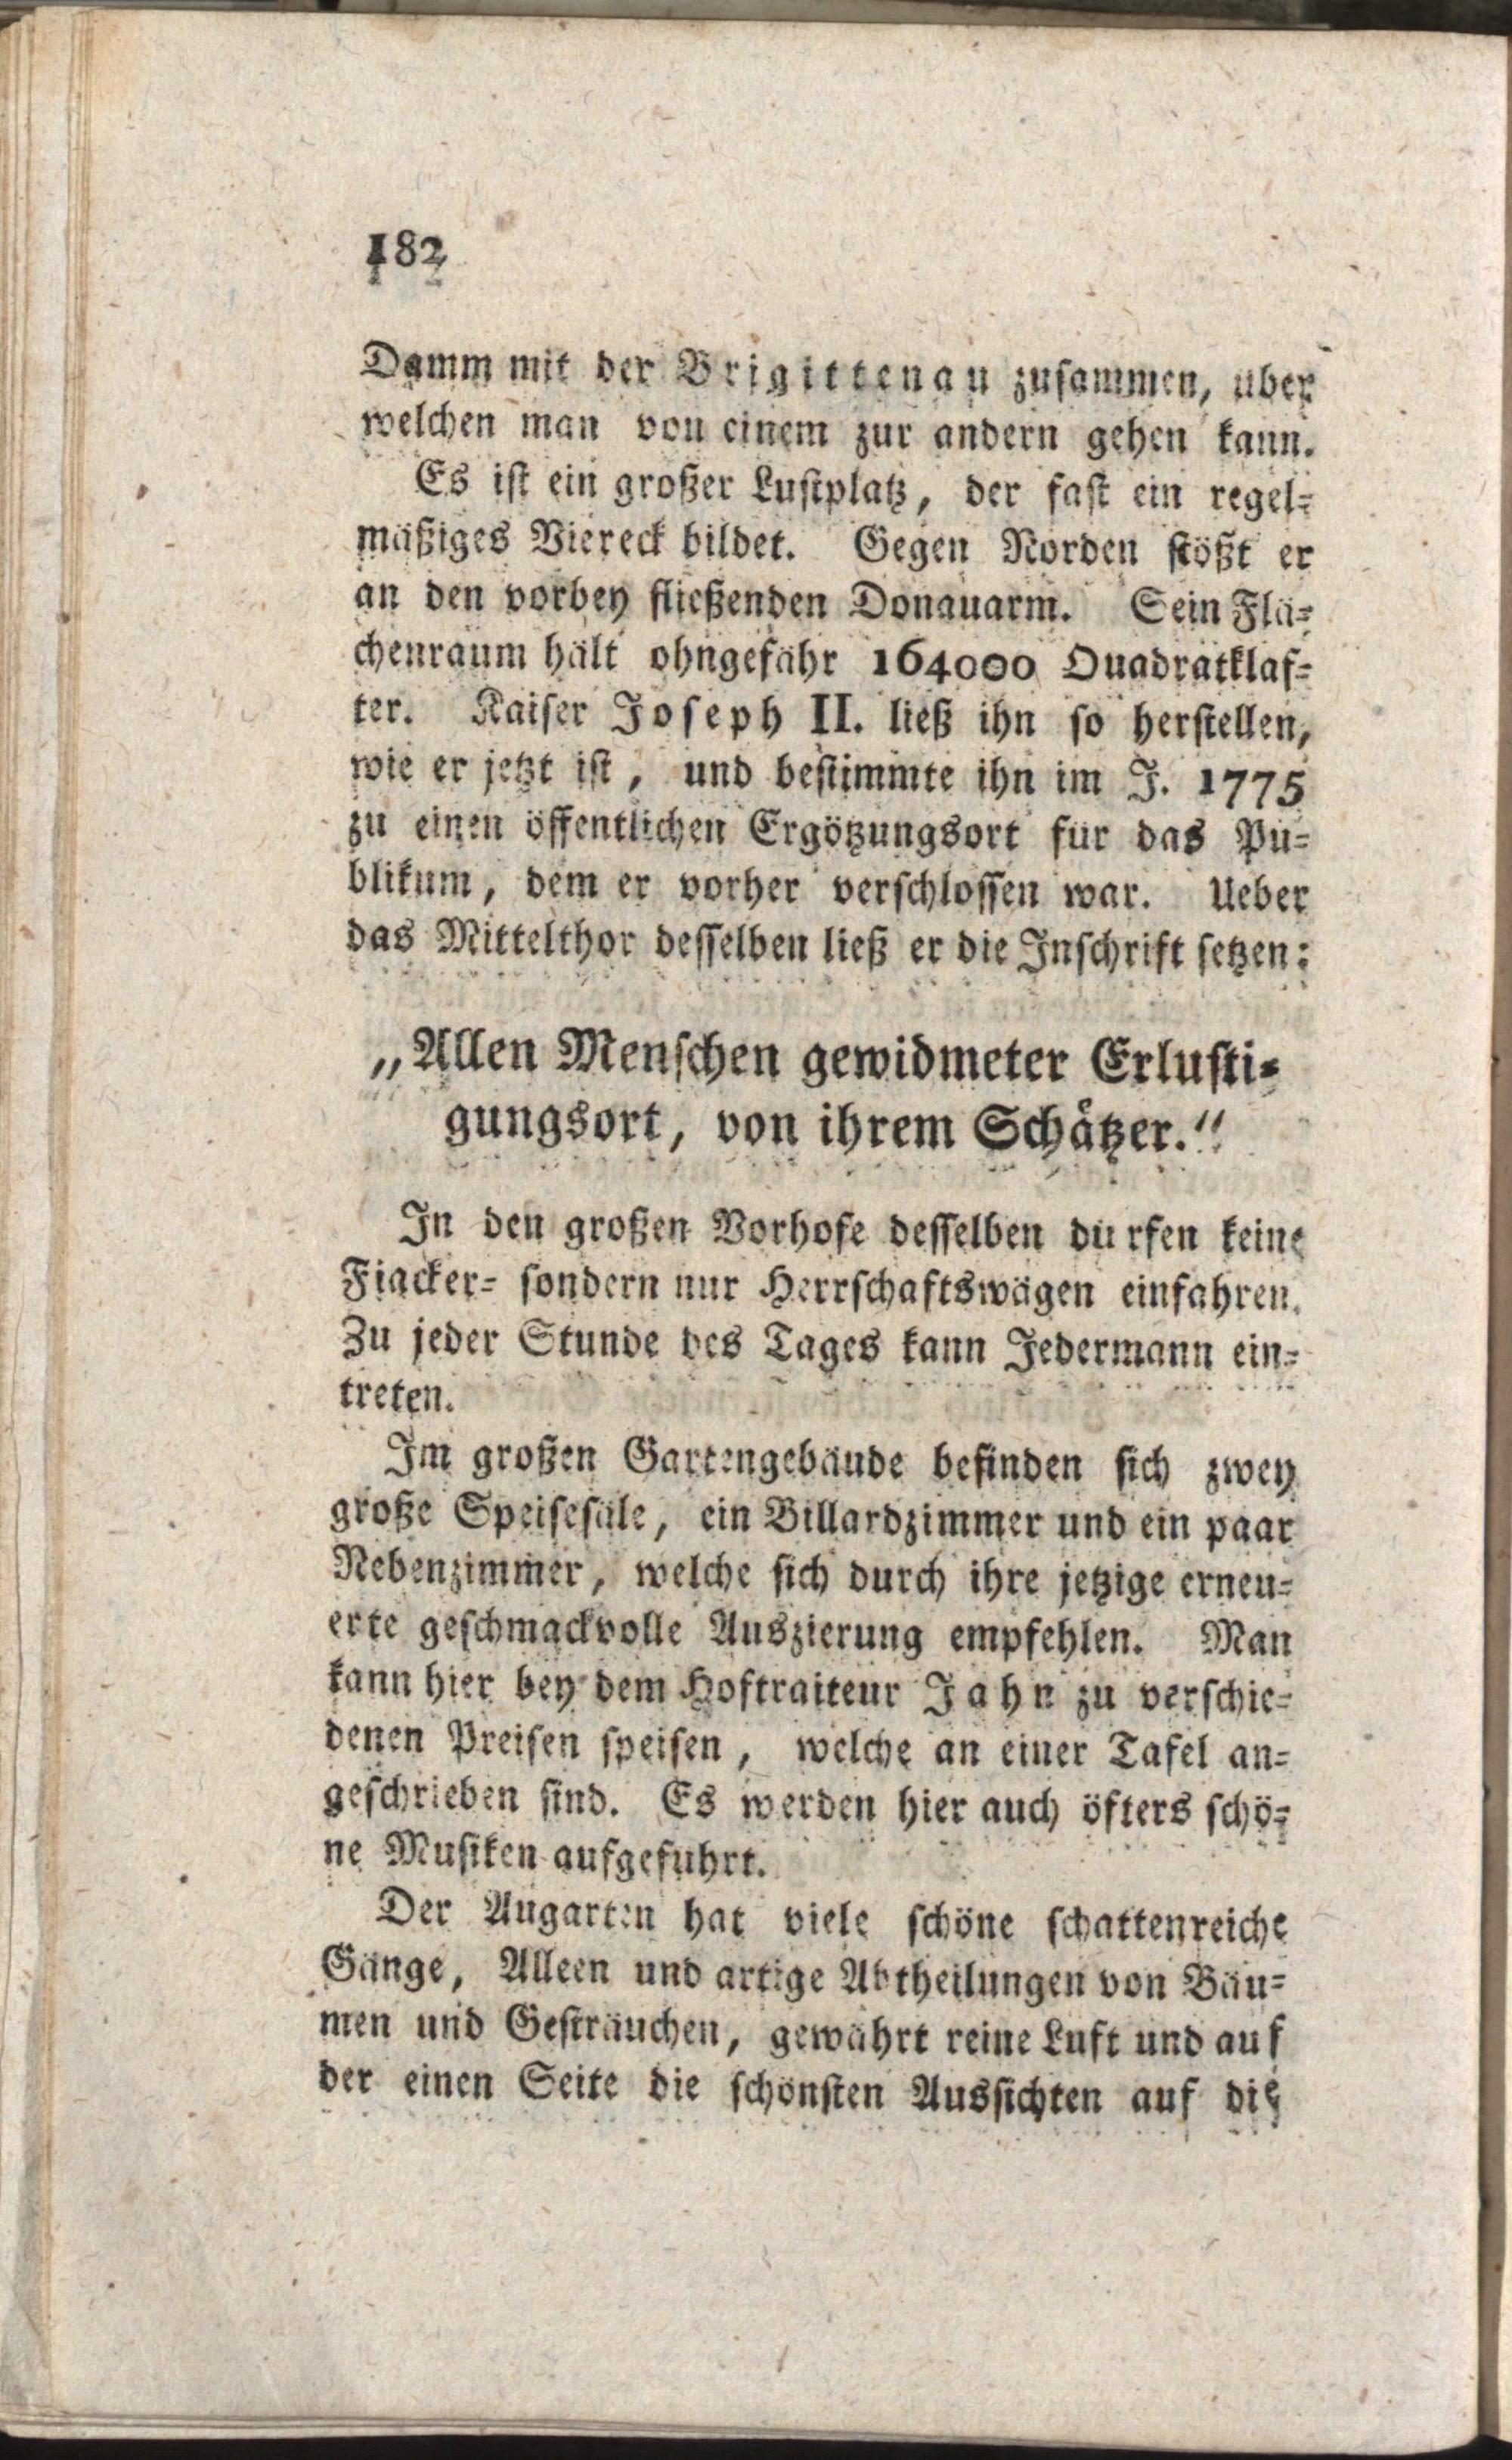 182
Damm mit der Brigittenau zusammen, über
welchen man von einem zur andern gehen kann.
Es ist ein großer Lustplatz, der fast ein regel-
mäßiges Viereck bildet. Gegen Norden stößt er
an den vorbey fließenden Donauarm. Sein Flä-
chenraum hält ohngefähr 164000 Quadratklaf-
ter. Kaiser Joseph II. ließ ihn so herstellen,
wie er jetzt ist, und bestimmte ihn im J. 1775
zu einen öffentlichen Ergötzungsort für das Pu-
blikum, dem er vorher verschlossen war. Ueber
das Mittelthor desselben ließ er die Inschrift setzen:
„Allen Menschen gewidmeter Erlusti-
gungsort, von ihrem Schätzer."
In den großen Vorhofe desselben dürfen keine
Fiacker- sondern nur Herrschaftswägen einfahren.
Zu jeder Stunde des Tages kann Jedermann ein-
treten.
Im großen Gartengebäude befinden sich zwey
große Speisesäle, ein Billardzimmer und ein paar
Nebenzimmer, welche sich durch ihre jetzige erneu-
erte geschmackvolle Auszierung empfehlen. Man
kann hier bey dem Hoftraiteur Jahn zu verschie-
denen Preisen speisen, welche an einer Tafel an-
geschrieben sind. Es werden hier auch öfters schö-
ne Musiken aufgeführt.
Der Augarten hat viele schöne schattenreiche
Gänge, Alleen und artige Abtheilungen von Bäu-
men und Gesträuchen, gewährt reine Luft und auf
der einen Seite die schönsten Aussichten auf die